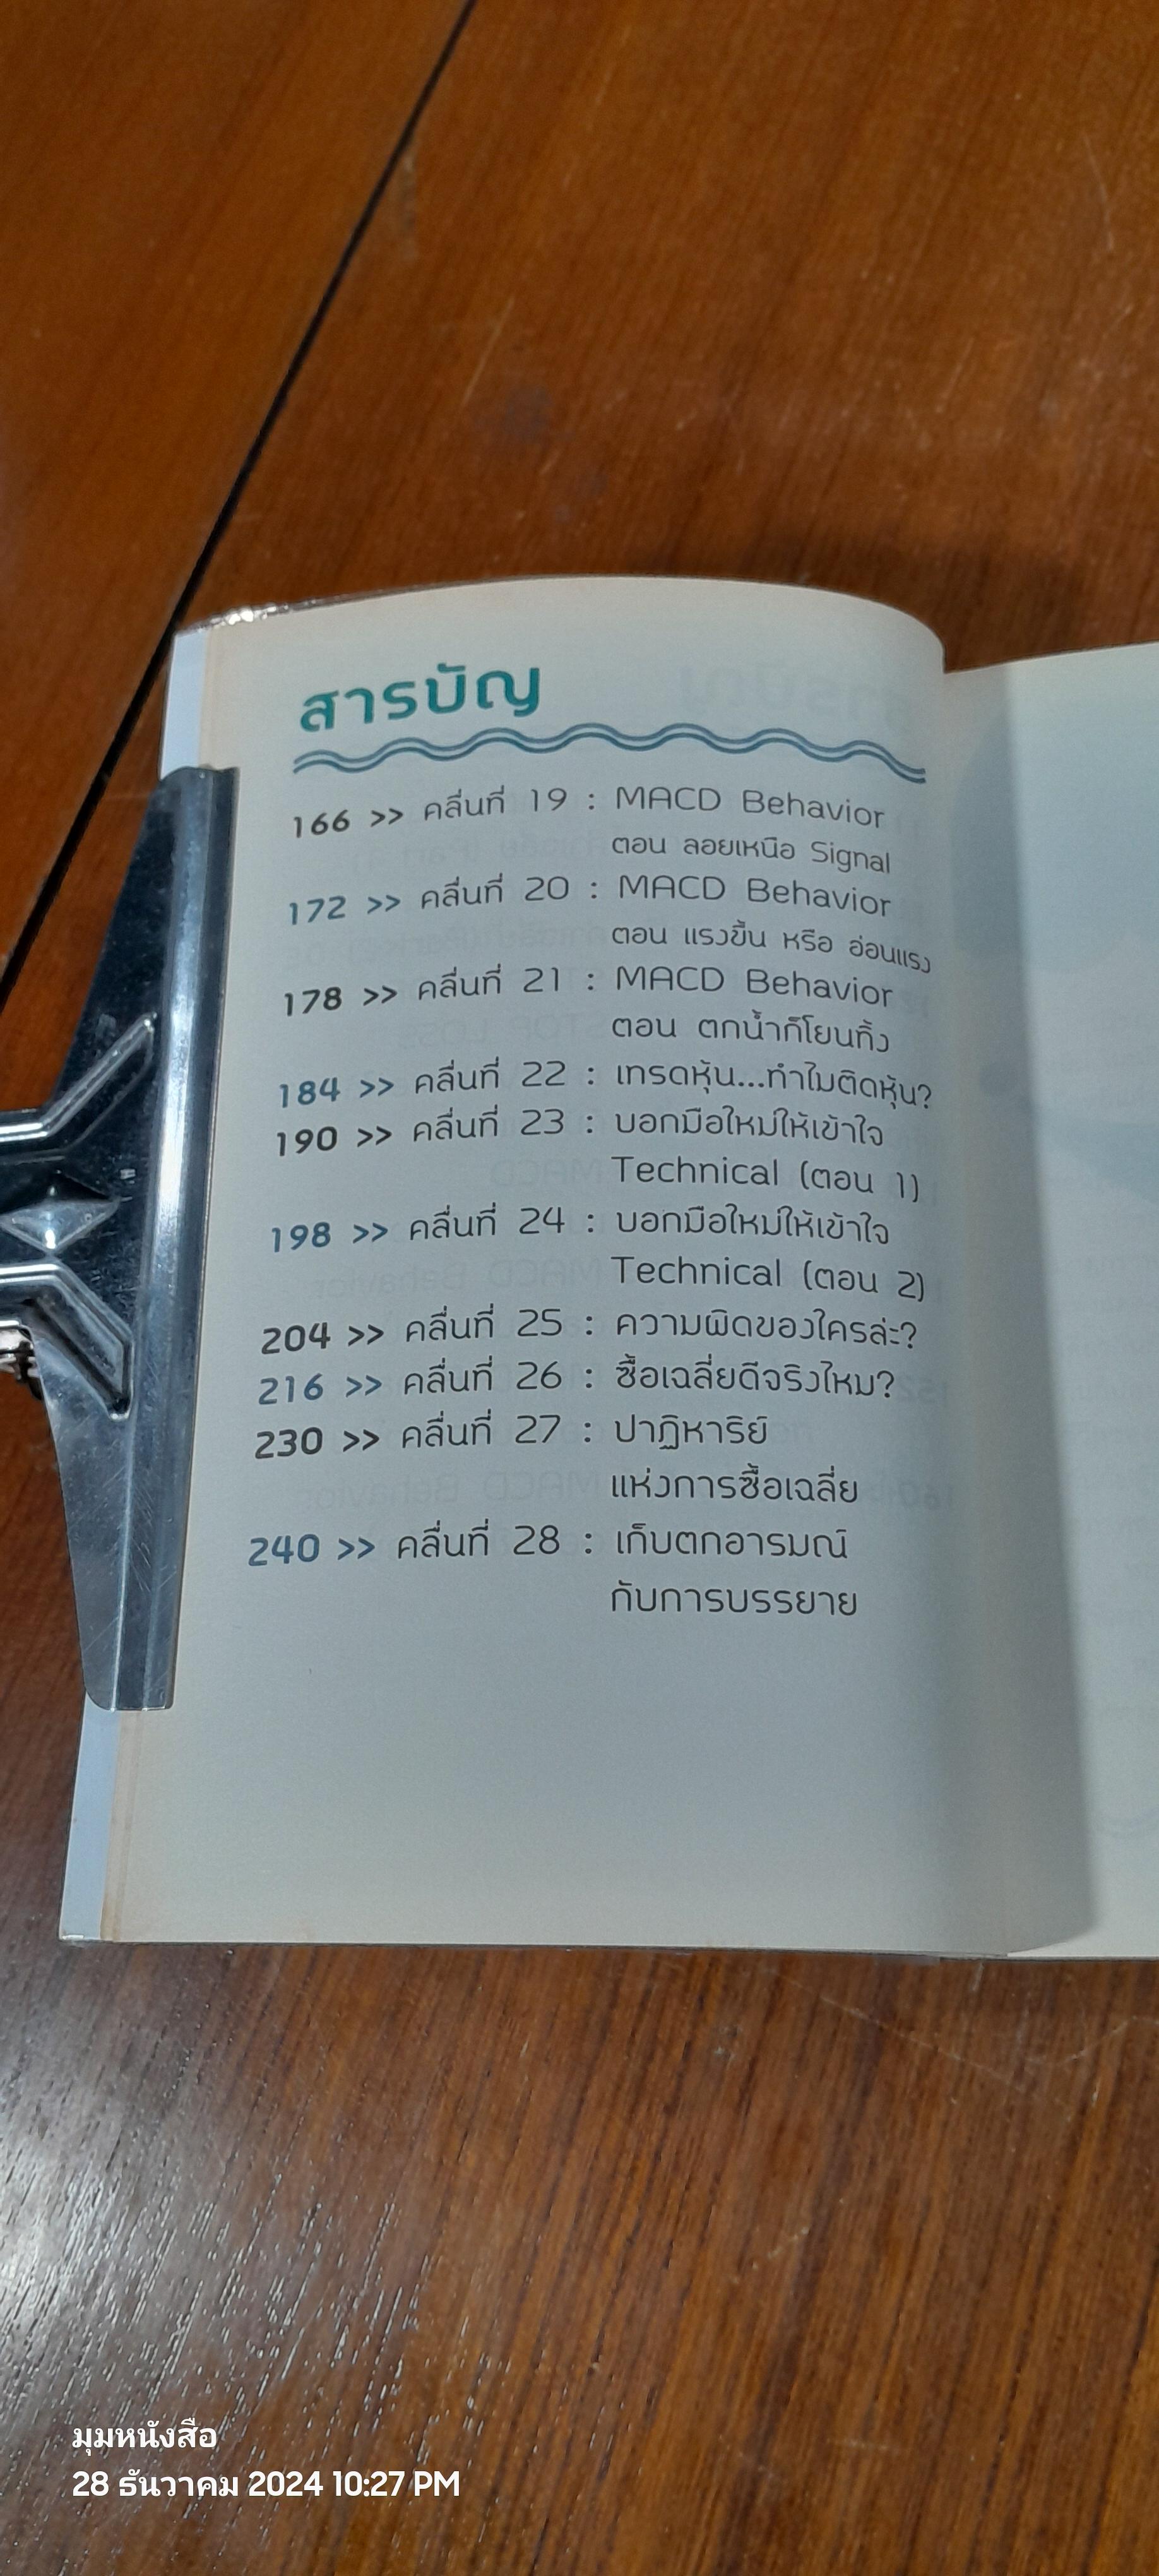 สารบัญ
166 >> คลื่นที่ 19 : MACD Behavior
ตอน ลอยเหนือ Signal
172 >> คลื่นที่ 20 : MACD Behavior
ตอน แรงขึ้น หรือ อ่อนแรง
178 >> คลื่นที่ 21 : MACD Behavior
ตอน ตกน้ำก็โยนทิ้ง
184 >> คลื่นที่ 22 : เทรดหุ้น...ทำไมติดหุ้น?
190 >> คลื่นที่ 23 : บอกมือใหม่ให้เข้าใจ
Technical (ตอน 1)
198 >> คลื่นที่ 24 : บอกมือใหม่ให้เข้าใจ
Technical (ตอน 2)
204 >> คลื่นที่ 25 : ความผิดของใครล่ะ?
216 >> คลื่นที่ 26 : ซื้อเฉลี่ยดีจริงไหม?
230 >> คลื่นที่ 27 : ปาฏิหาริย์
แห่งการซื้อเฉลี่ย
240 >> คลื่นที่ 28 : เก็บตกอารมณ์
กับการบรรยาย
มุมหนังสือ
28 ธันวาคม 2024 10:27 PM